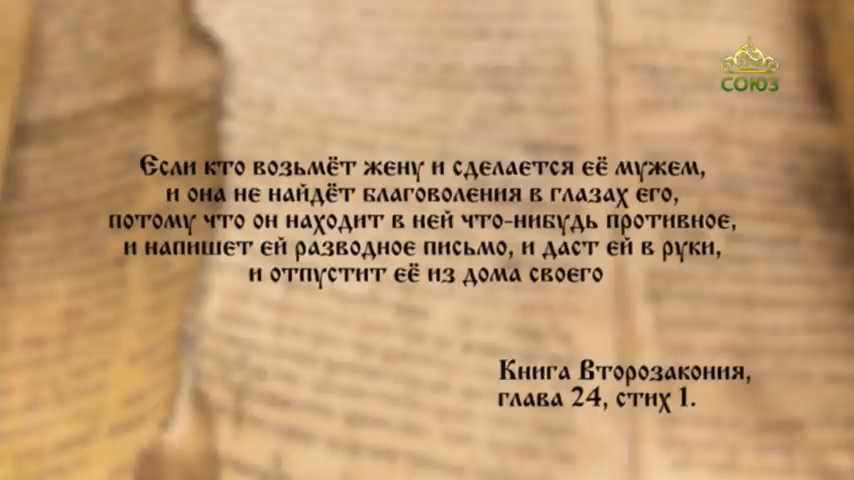 СОЮЗ
Если кто возьмёт жену и сделается её мужем,
и она не найдёт благоволения в глазах его,
потому что он находит в ней что-нибудь противное,
и напишет ей разводное письмо, и даст ей в руки,
и отпустит её из дома своего
Книга Второзакония,
глава 24, стих 1.